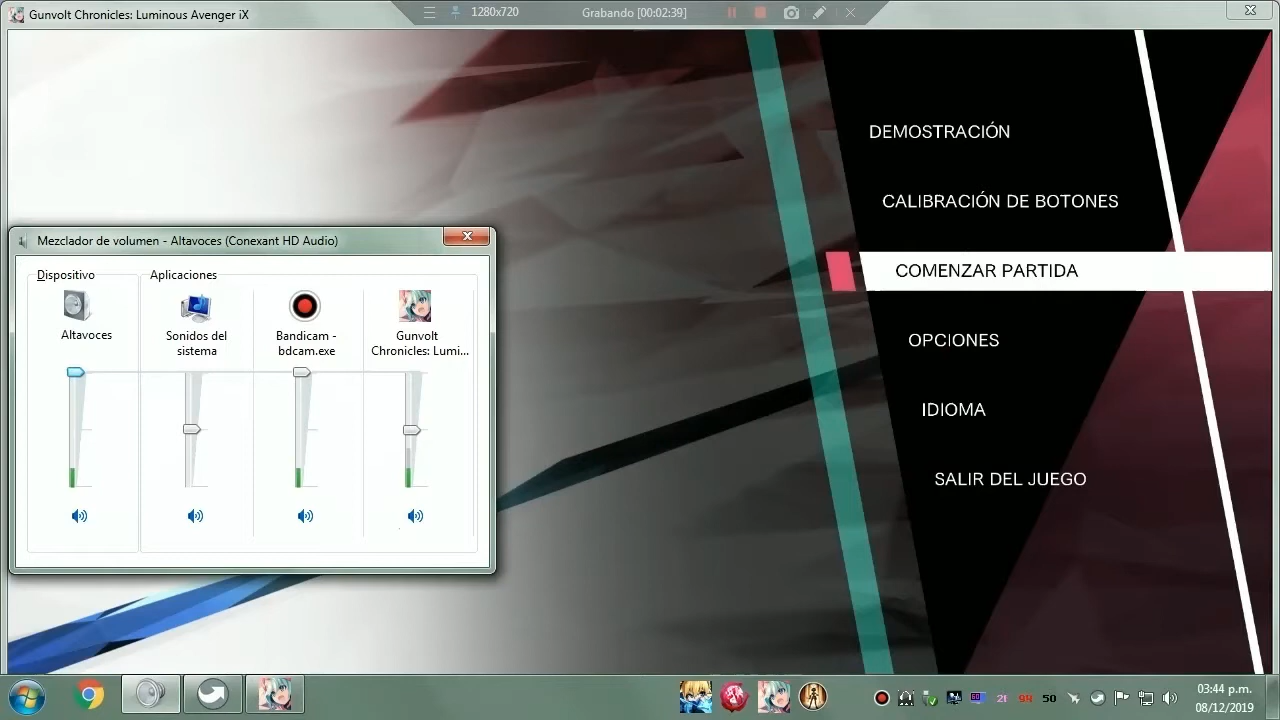 Gunvolt Chronicles: Luminous Avenger iX
1280x720
Grabando [00:02:39]
DEMOSTRACIÓN
CALIBRACIÓN DE BOTONES
COMENZAR PARTIDA
OPCIONES
IDIOMA
SALIR DEL JUEGO
Mezclador de volumen - Altavoces (Conexant HD Audio)
Dispositivo
Aplicaciones
Altavoces
Sonidos del
sistema
Bandicam -
bdcam.exe
Gunvolt
Chronicles: Lumi...
50
03:44 p.m.
08/12/2019